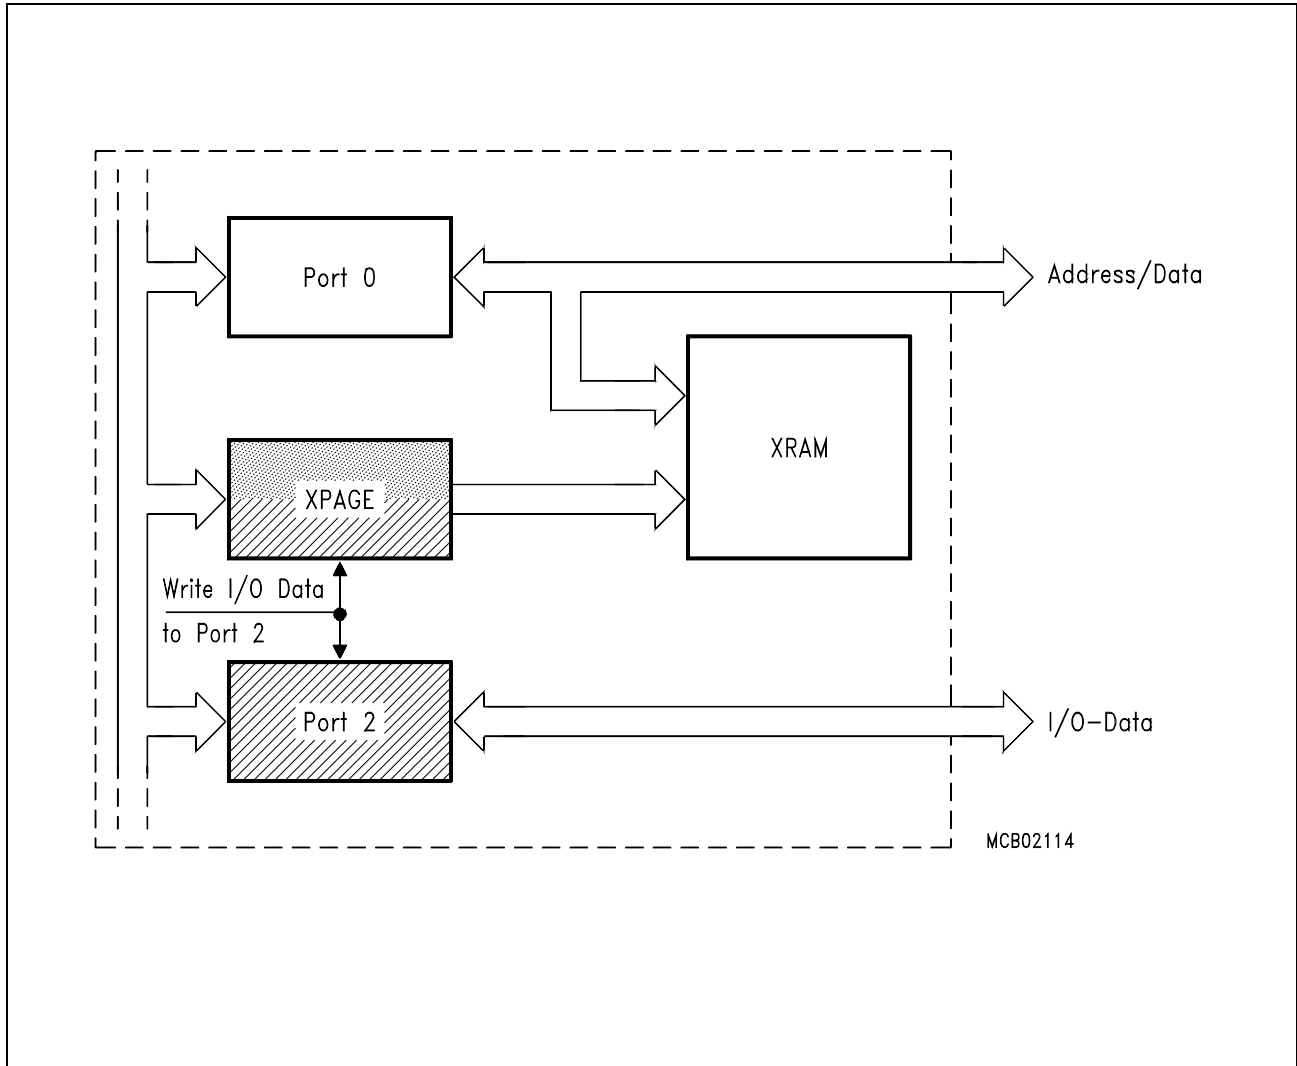 Port 0
Address/Data
XRAM
XPAGE
Write I/O Data
to Port 2
Port 2
I/O-Data
MCB02114